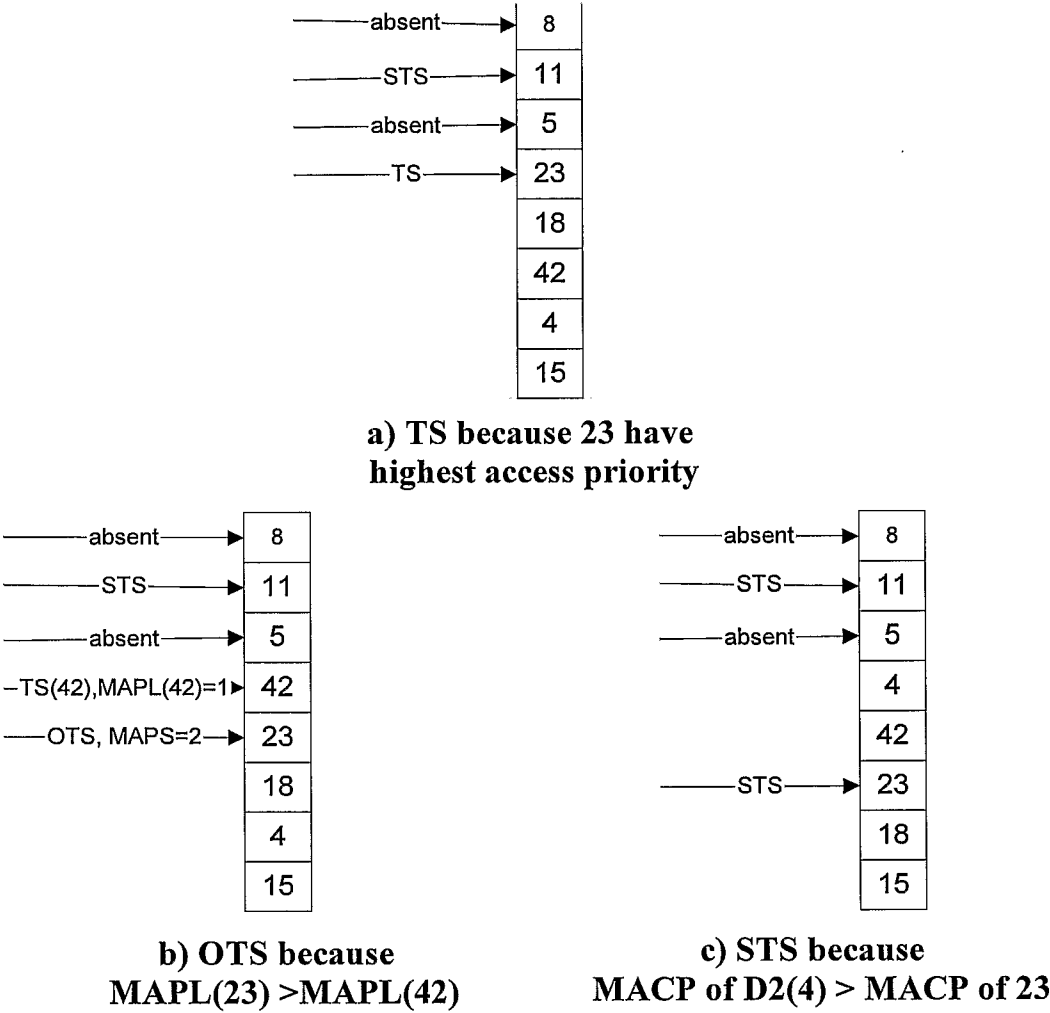 absent 8
STS 11
absent 5
TS 23
18
42
4
15
a) TS because 23 have
highest access priority
absent 8
STS 11
absent 5
TS(42),MAPL(42)=1 42
OTS, MAPS=2 23
18
4
15
b) OTS because
MAPL(23) >MAPL(42)
absent 8
STS 11
absent 5
4
42
STS 23
18
15
c) STS because
MACP of D2(4) > MACP of 23